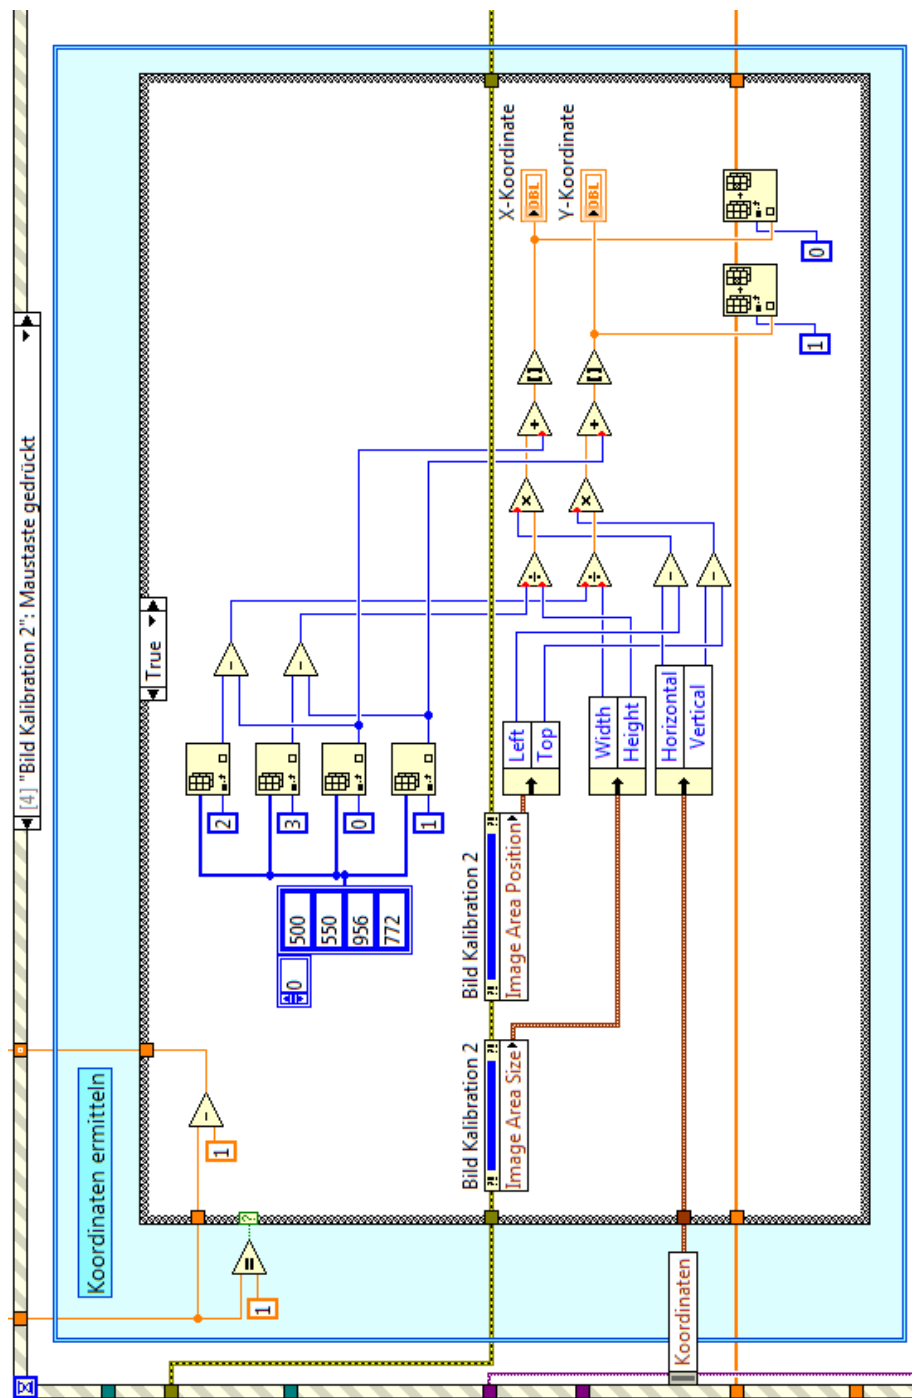 [4] "Bild Kalibration 2": Maustaste gedrückt
Koordinaten ermitteln
True
1
1
0
500
550
956
772
2
3
0
1
Bild Kalibration 2
Image Area Size
Bild Kalibration 2
Image Area Position
Left
Top
Width
Height
Horizontal
Vertical
Koordinaten
X-Koordinate
DBL
Y-Koordinate
DBL
1
0